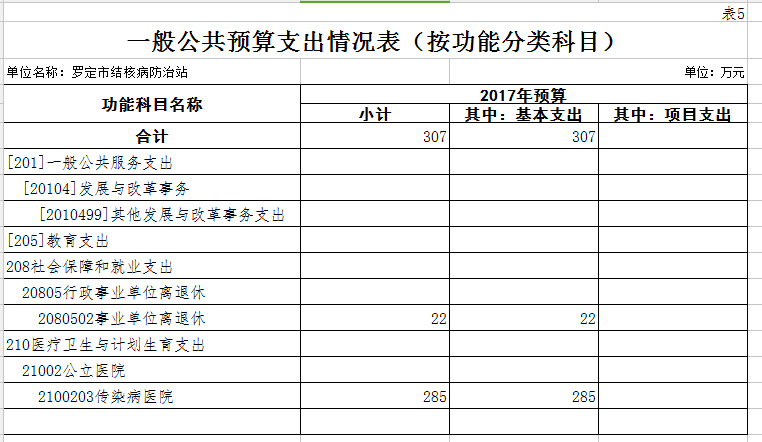 表5
一般公共预算支出情况表（按功能分类科目）
单位名称：罗定市结核病防治站 单位：万元
功能科目名称 2017年预算
小计 其中：基本支出 其中：项目支出
合计 307 307
[201]一般公共服务支出
[20104]发展与改革事务
[2010499]其他发展与改革事务支出
[205]教育支出
208社会保障和就业支出
20805行政事业单位离退休
2080502事业单位离退休 22 22
210医疗卫生与计划生育支出
21002公立医院
2100203传染病医院 285 285